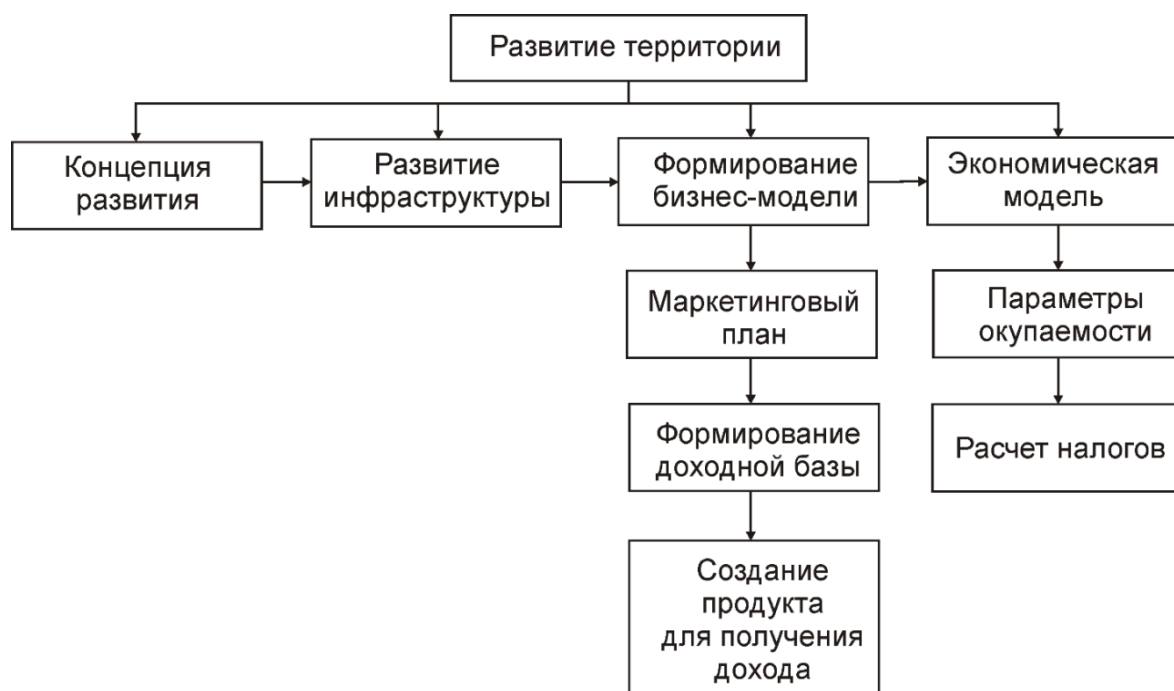 Развитие территории
Концепция
развития
Развитие
инфраструктуры
Формирование
бизнес-модели
Экономическая
модель
Маркетинговый
план
Параметры
окупаемости
Формирование
доходной базы
Расчет налогов
Создание
продукта
для получения
дохода